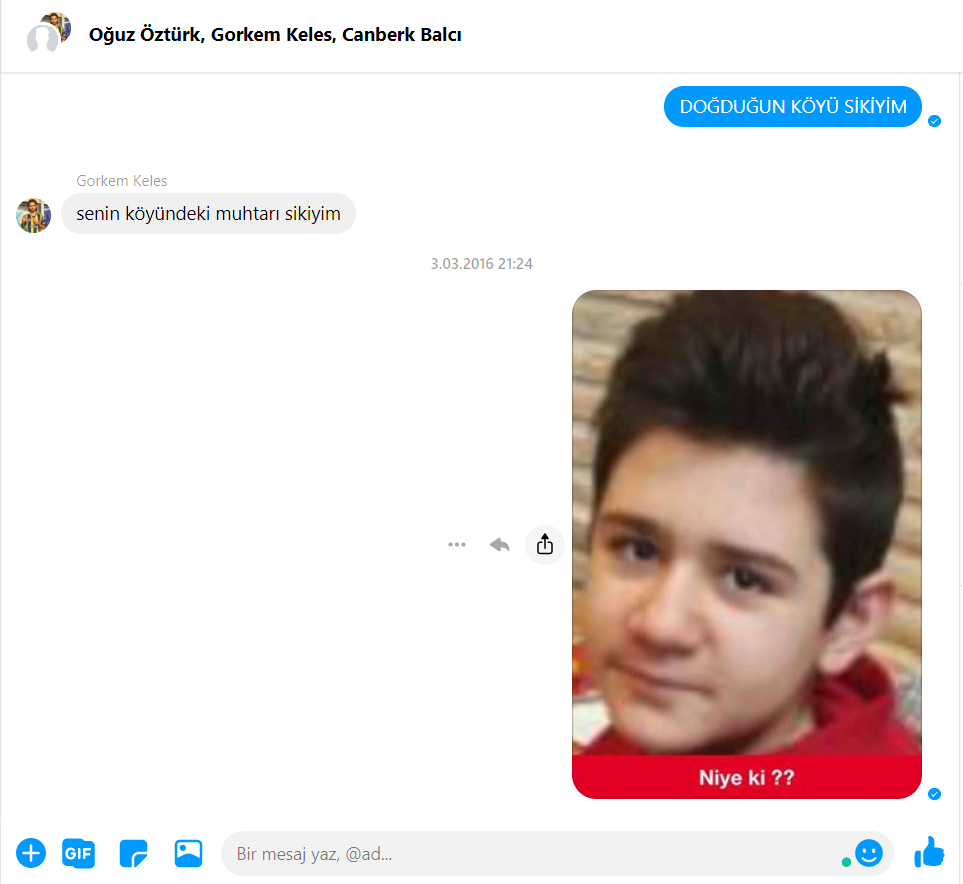 Oğuz Öztürk, Gorkem Keles, Canberk Balcı
DOĞDUĞUN KÖYÜ SİKİYİM
Gorkem Keles
senin köyündeki muhtarı sikiyim
3.03.2016 21:24
Niye ki ??
GIF
Bir mesaj yaz, @ad...